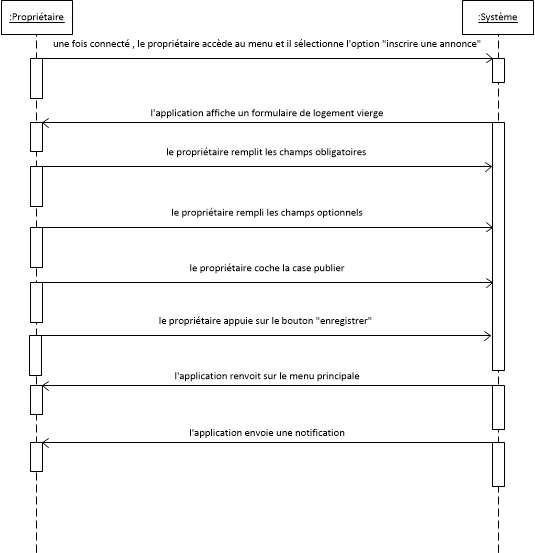 :Propriétaire
:Système
une fois connecté , le propriétaire accède au menu et il sélectionne l'option "inscrire une annonce"
l'application affiche un formulaire de logement vierge
le propriétaire remplit les champs obligatoires
le propriétaire rempli les champs optionnels
le propriétaire coche la case publier
le propriétaire appuie sur le bouton "enregistrer"
l'application renvoit sur le menu principale
l'application envoie une notification